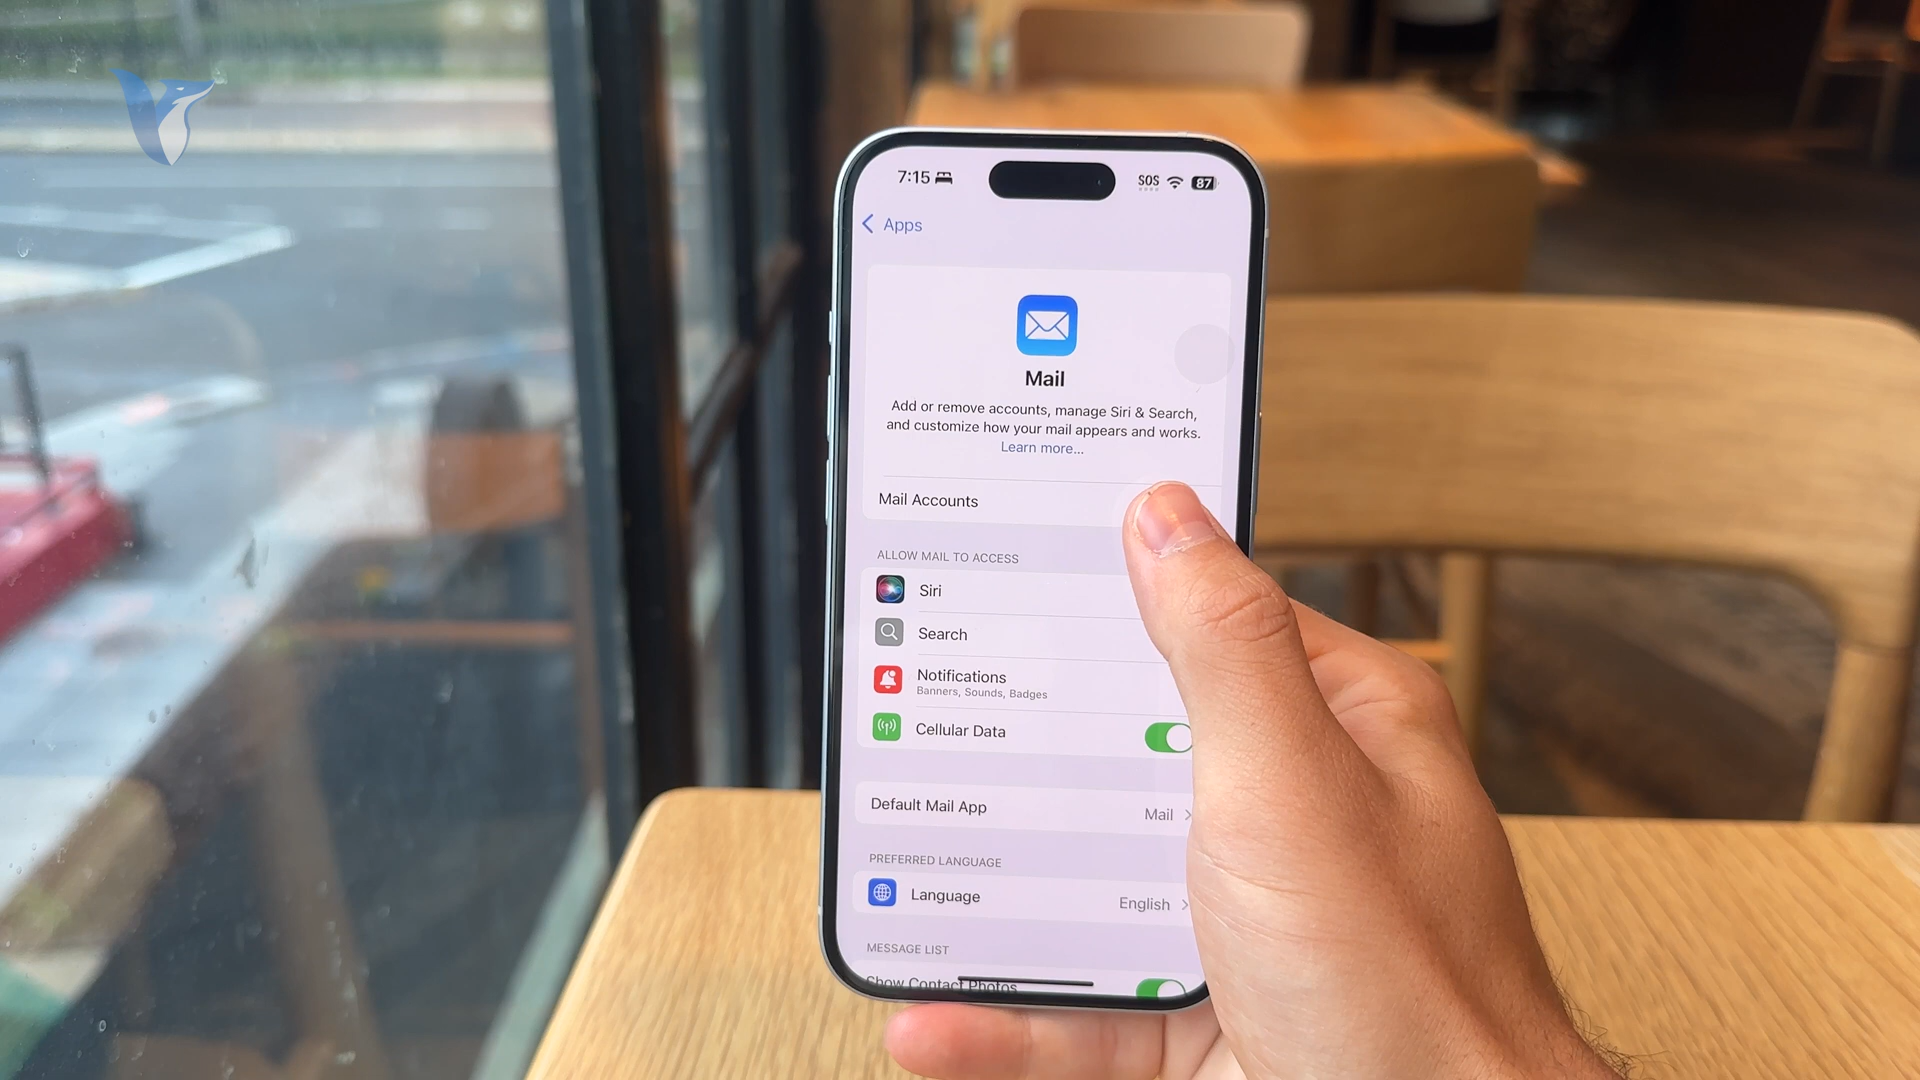 7:15
SOS
87
Apps
Mail
Add or remove accounts, manage Siri & Search,
and customize how your mail appears and works.
Learn more...
Mail Accounts
ALLOW MAIL TO ACCESS
Siri
Search
Notifications
Banners, Sounds, Badges
Cellular Data
Default Mail App
Mail
PREFERRED LANGUAGE
Language
English
MESSAGE LIST
Show Contact Photos